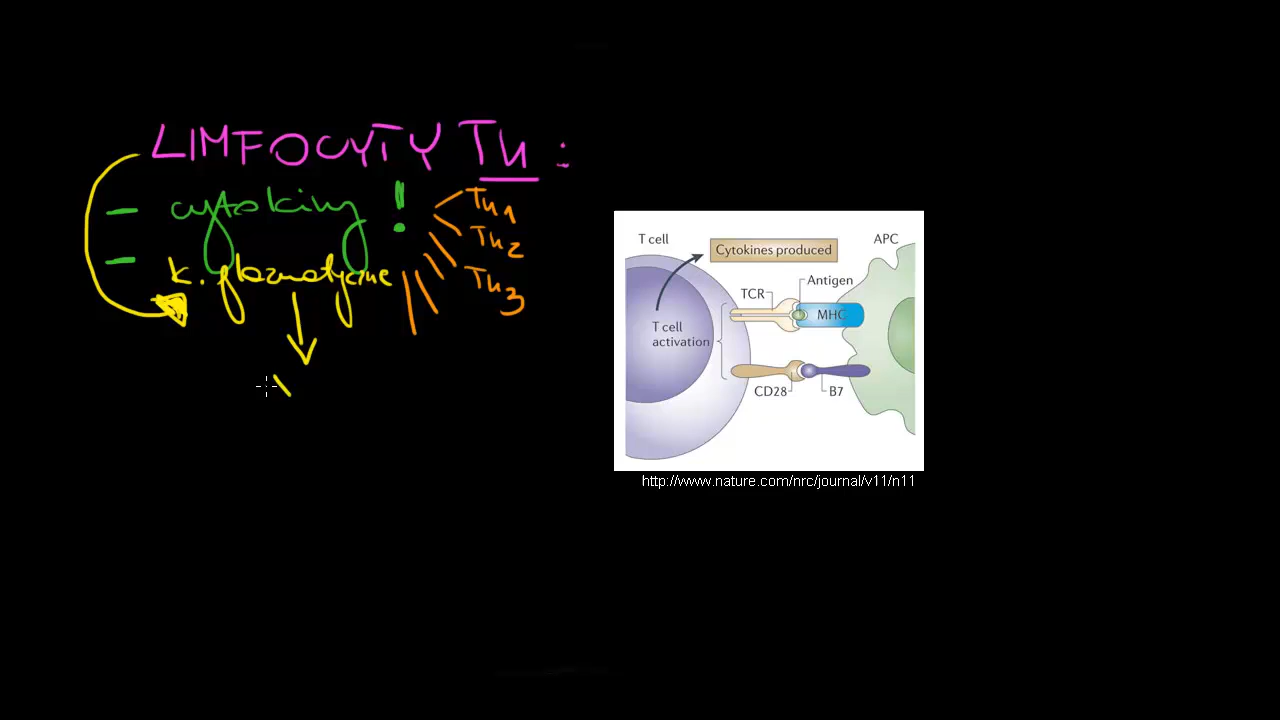 LIMFOCYTY TH :
- cytokiny !
TH1
TH2
- k. plazmatyczne
TH3
T cell
APC
Cytokines produced
Antigen
TCR
MHC
T cell
activation
CD28
B7
http://www.nature.com/nrc/journal/v11/n11